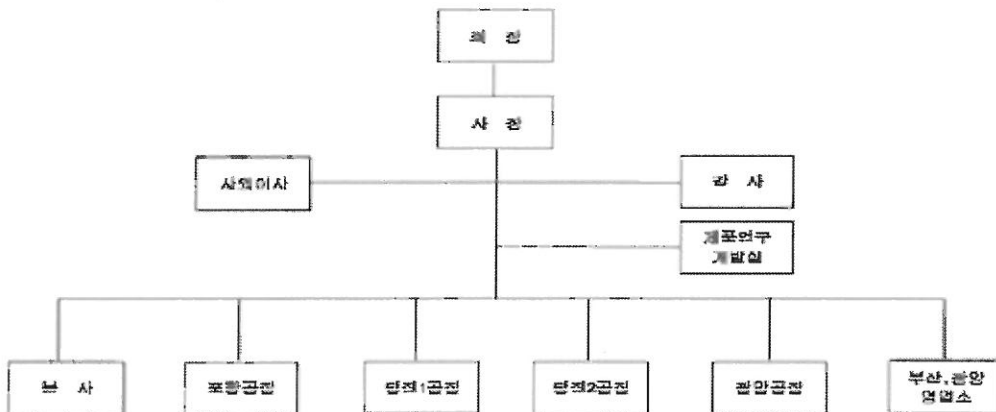 회 장
사 장
사외이사
감 사
제품연구
개발실
본 사
포항공장
당진1공장
당진2공장
광양공장
부산,광양
영업소